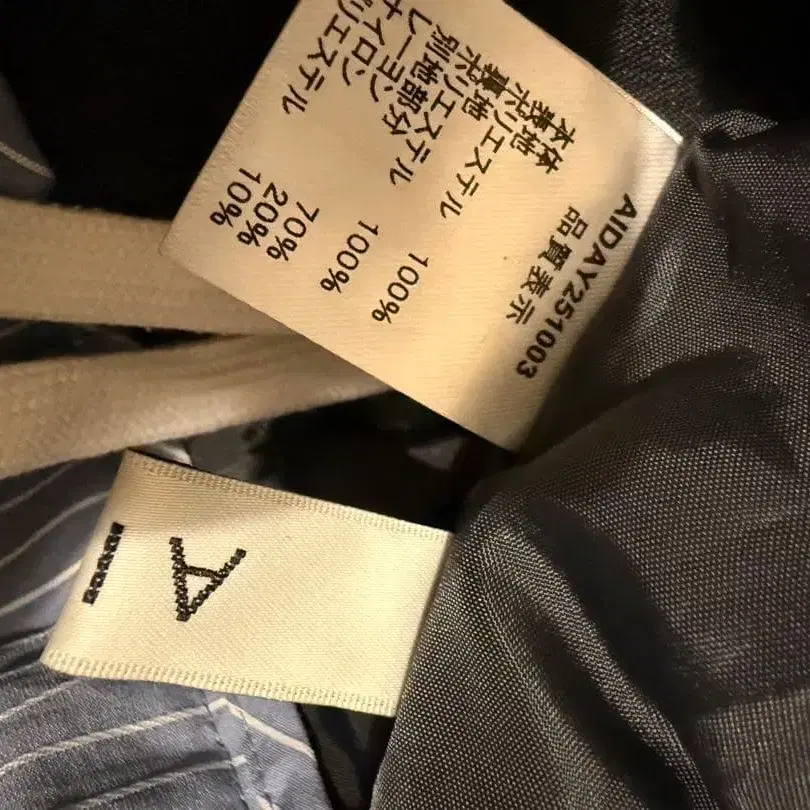 AIDAY251003
品質表示
本体
表地
ポリエステル 100%
裏地
ポリエステル 100%
別地部分
レーヨン 70%
ナイロン 20%
リエステル 10%
A